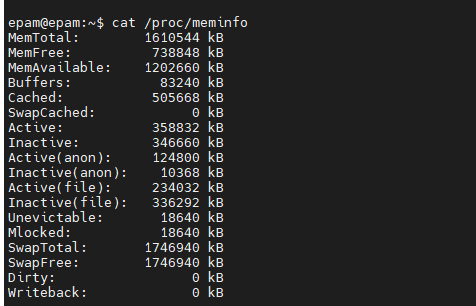 epam@epam:~$ cat /proc/meminfo
MemTotal:        1610544 kB
MemFree:          738848 kB
MemAvailable:    1202660 kB
Buffers:           83240 kB
Cached:           505668 kB
SwapCached:            0 kB
Active:           358832 kB
Inactive:         346660 kB
Active(anon):     124800 kB
Inactive(anon):    10368 kB
Active(file):     234032 kB
Inactive(file):   336292 kB
Unevictable:       18640 kB
Mlocked:           18640 kB
SwapTotal:       1746940 kB
SwapFree:        1746940 kB
Dirty:                 0 kB
Writeback:             0 kB